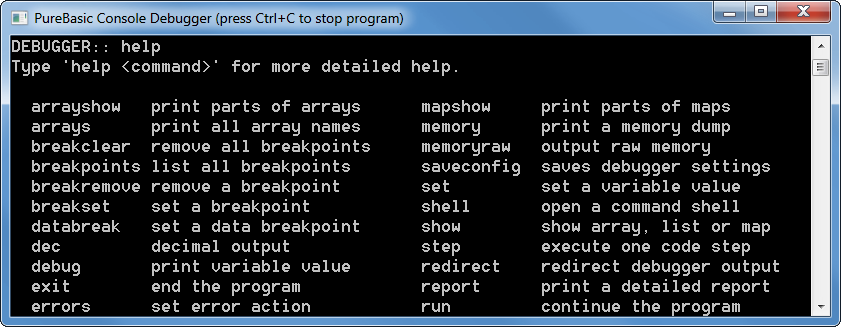 PureBasic Console Debugger (press Ctrl+C to stop program)
DEBUGGER:: help
Type 'help <command>' for more detailed help.
arrayshow print parts of arrays mapshow print parts of maps
arrays print all array names memory print a memory dump
breakclear remove all breakpoints memoryraw output raw memory
breakpoints list all breakpoints saveconfig saves debugger settings
breakremove remove a breakpoint set set a variable value
breakset set a breakpoint shell open a command shell
databreak set a data breakpoint show show array, list or map
dec decimal output step execute one code step
debug print variable value redirect redirect debugger output
exit end the program report print a detailed report
errors set error action run continue the program